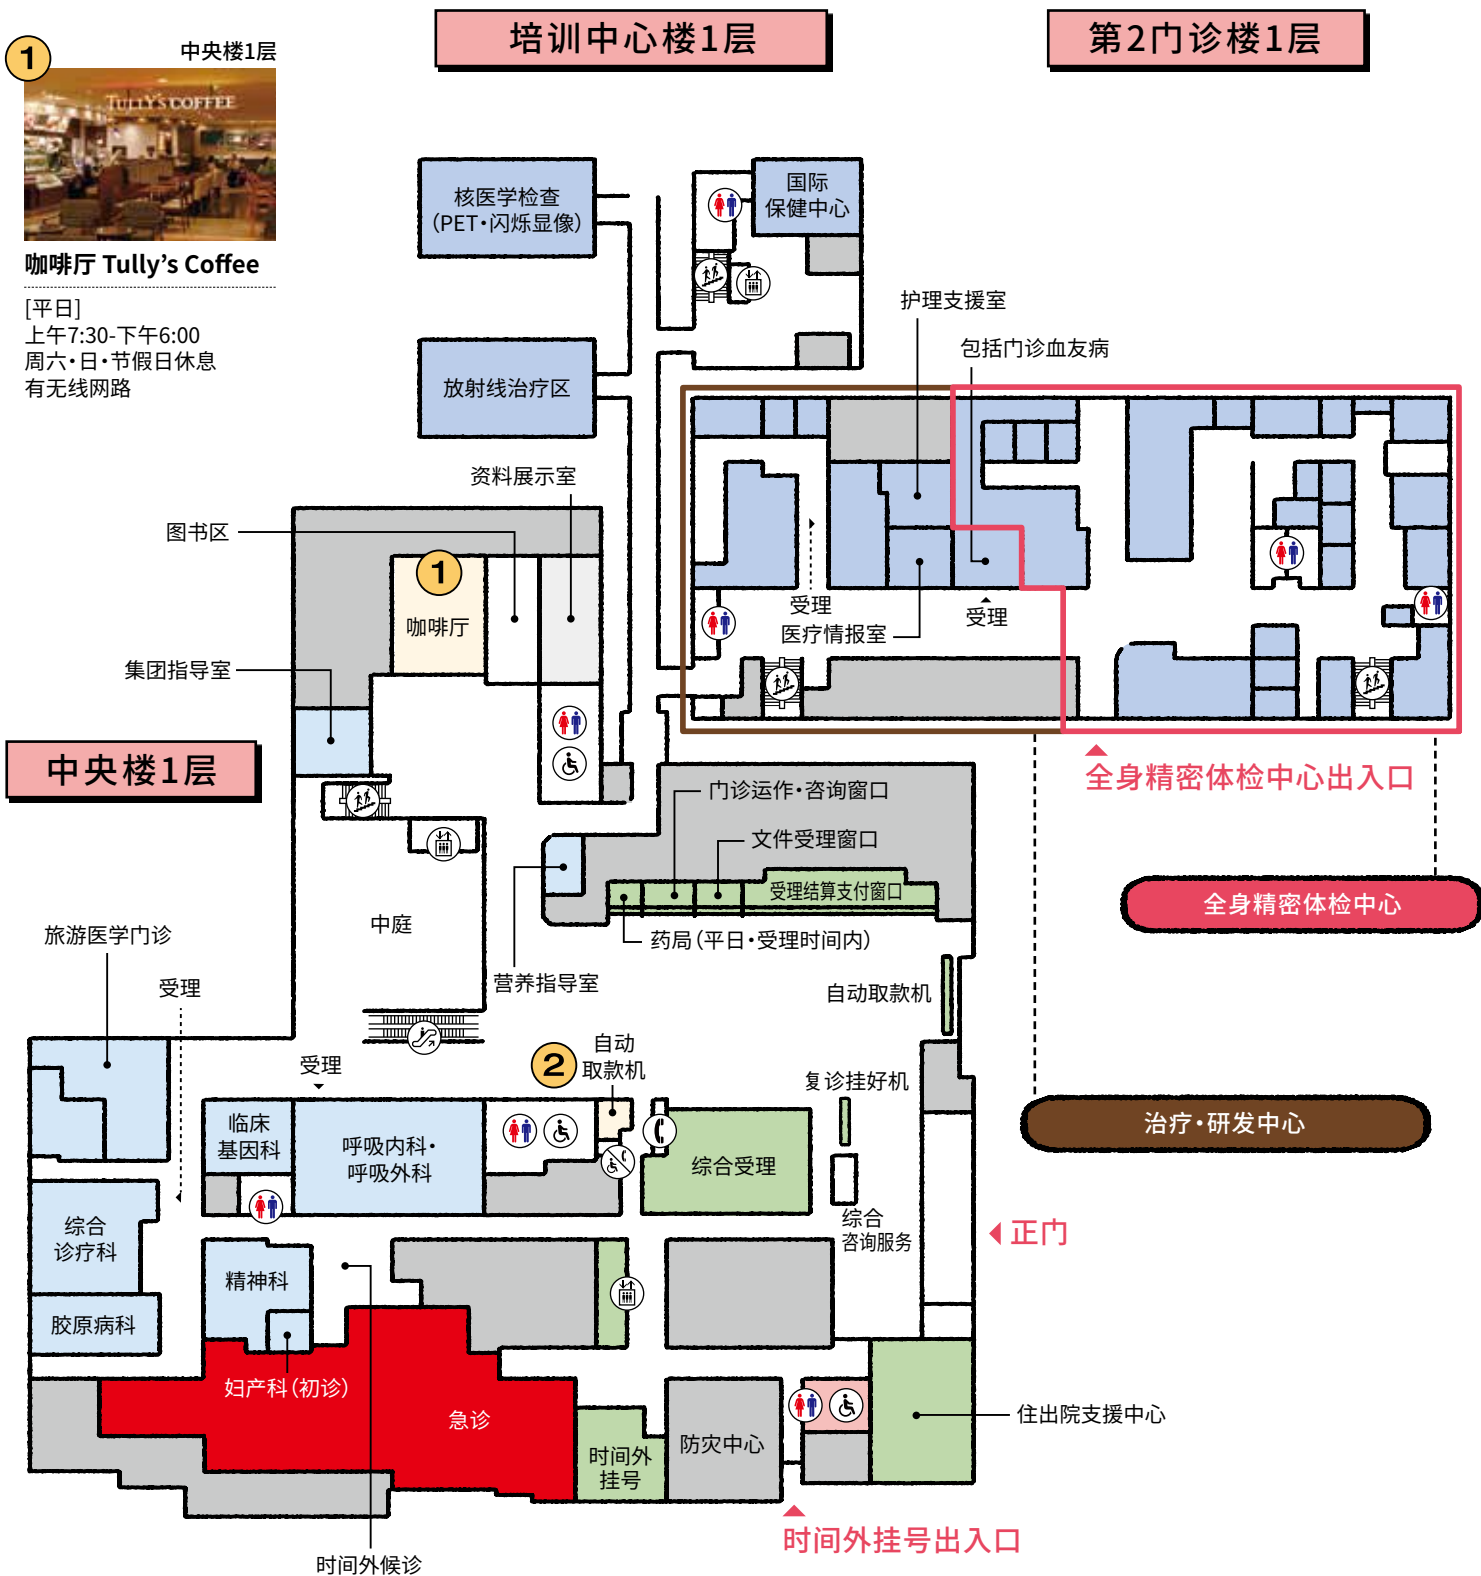 培训中心楼1层
第2门诊楼1层
1
中央楼1层
TULLY'S COFFEE
咖啡厅 Tully's Coffee
[平日]
上午7:30-下午6:00
周六・日・节假日休息
有无线网路
核医学检查
(PET・闪烁显像)
国际
保健中心
放射线治疗区
护理支援室
包括门诊血友病
资料展示室
图书区
1
咖啡厅
集团指导室
受理
医疗情报室
受理
中央楼1层
全身精密体检中心出入口
门诊运作・咨询窗口
文件受理窗口
受理结算支付窗口
药局(平日・受理时间内)
全身精密体检中心
中庭
营养指导室
旅游医学门诊
受理
自动取款机
受理
2
自动
取款机
复诊挂好机
治疗・研发中心
临床
基因科
呼吸内科・
呼吸外科
综合受理
综合
诊疗科
综合
咨询服务
正门
精神科
胶原病科
妇产科(初诊)
急诊
时间外
挂号
防灾中心
住出院支援中心
时间外挂号出入口
时间外候诊